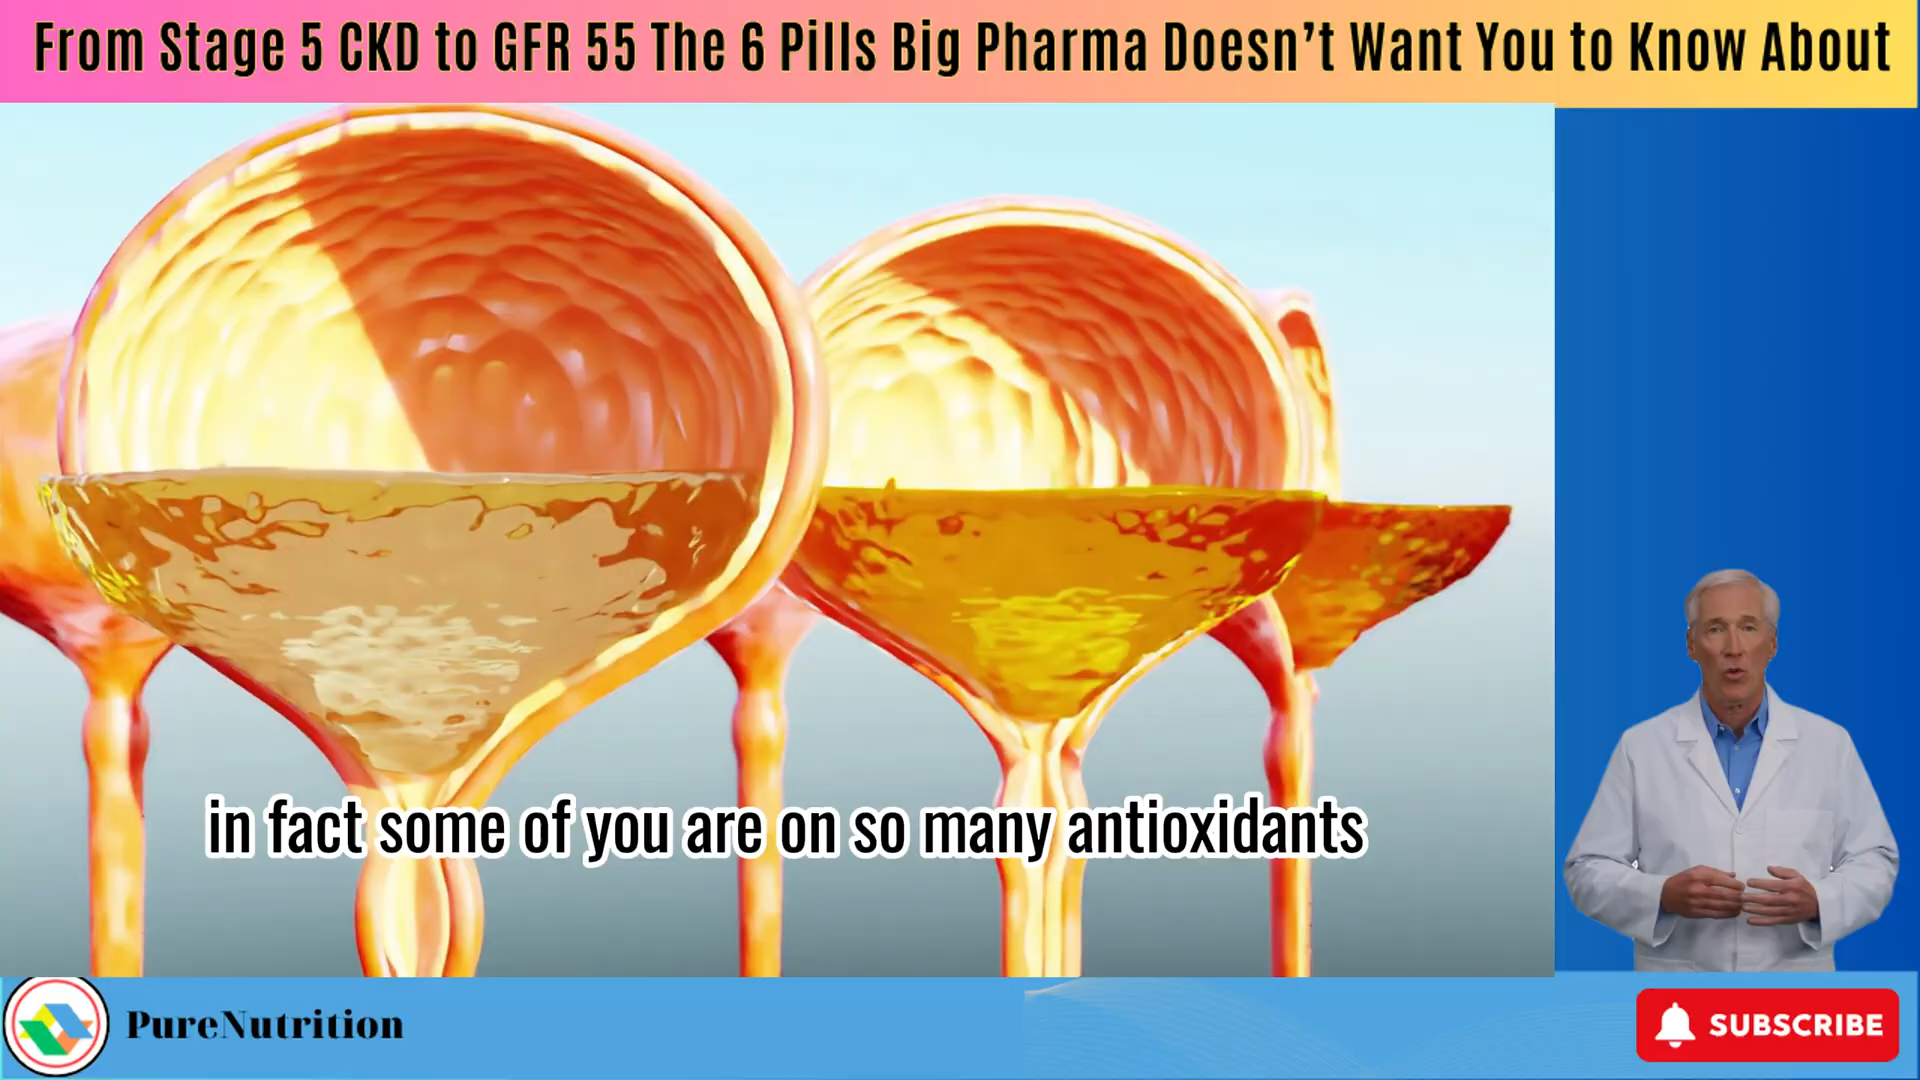 From Stage 5 CKD to GFR 55 The 6 Pills Big Pharma Doesn’t Want You to Know About
in fact some of you are on so many antioxidants
PureNutrition
SUBSCRIBE